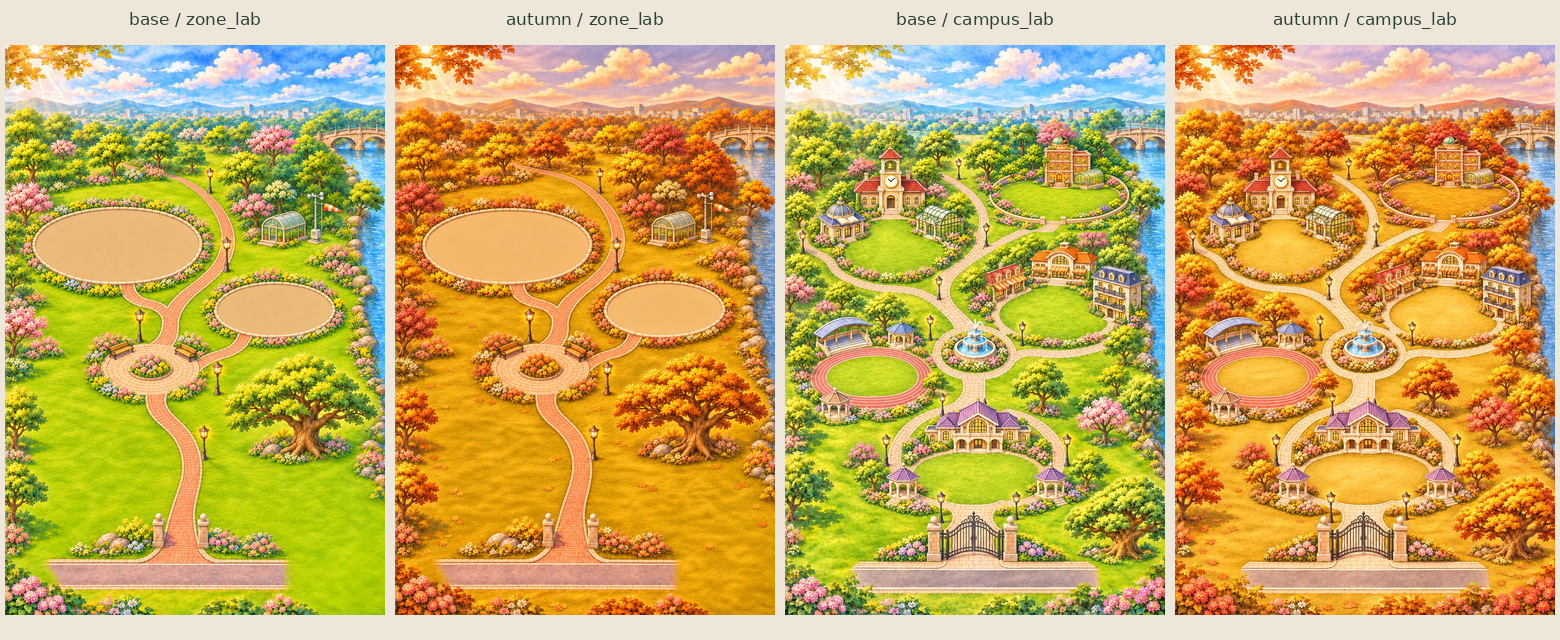 base / zone_lab
autumn / zone_lab
base / campus_lab
autumn / campus_lab